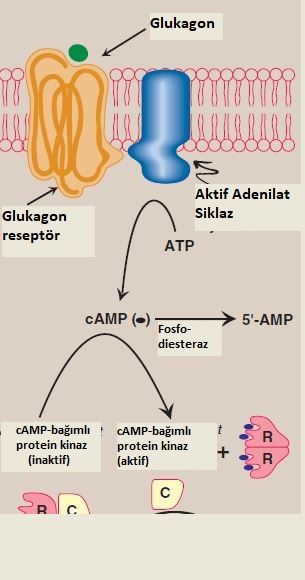 Glukagon
Glukagon
reseptör
Aktif Adenilat
Siklaz
ATP
cAMP (●)
Fosfo-
diesteraz
5'-AMP
cAMP-bağımlı
protein kinaz
(inaktif)
cAMP-bağımlı
protein kinaz
(aktif)
+
R
R
C
R
C